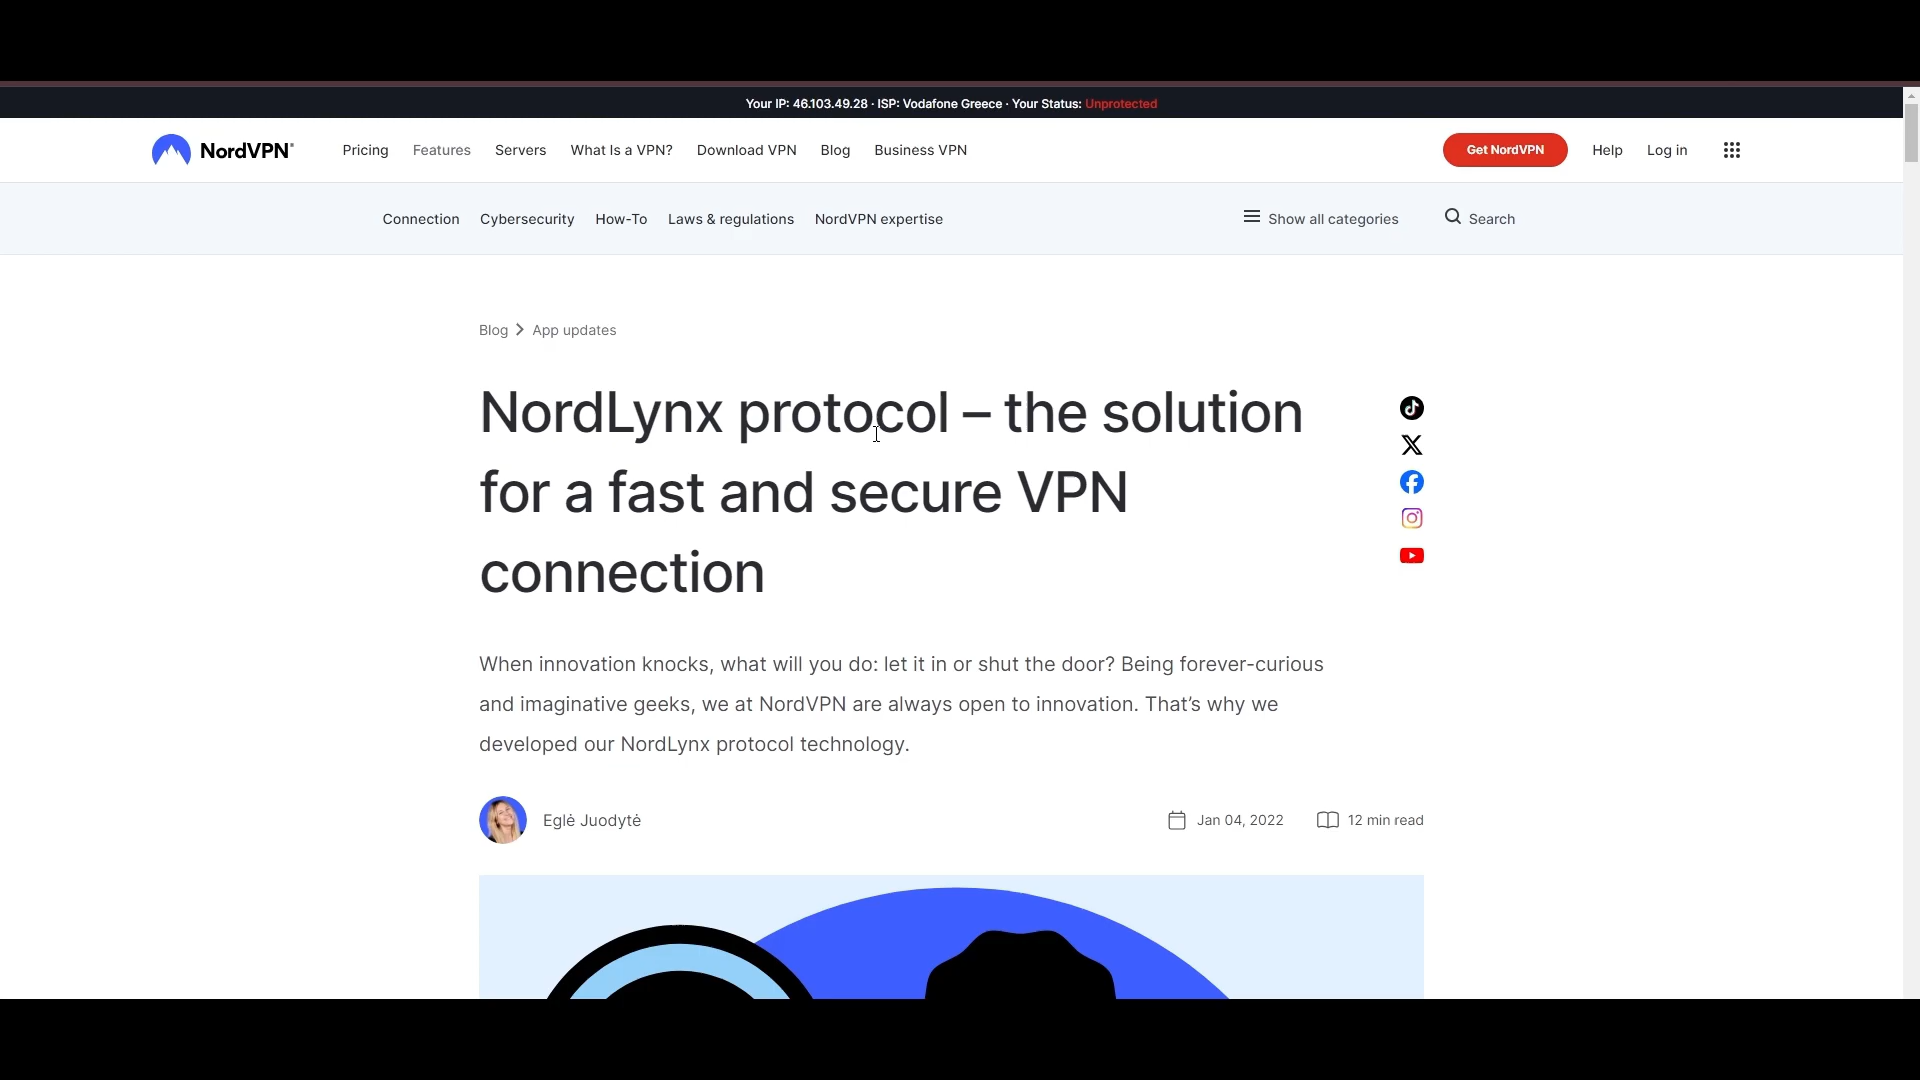 Your IP: 46.103.49.28 · ISP: Vodafone Greece · Your Status: Unprotected
NordVPN®
Pricing
Features
Servers
What Is a VPN?
Download VPN
Blog
Business VPN
Get NordVPN
Help
Log in
Connection
Cybersecurity
How-To
Laws & regulations
NordVPN expertise
Show all categories
Search
Blog
App updates
NordLynx protocol – the solution
for a fast and secure VPN
connection
When innovation knocks, what will you do: let it in or shut the door? Being forever-curious
and imaginative geeks, we at NordVPN are always open to innovation. That’s why we
developed our NordLynx protocol technology.
Eglė Juodytė
Jan 04, 2022
12 min read